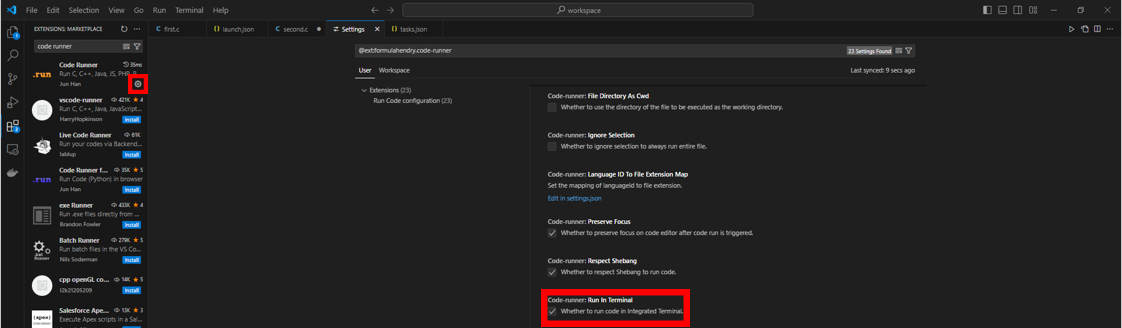 File Edit Selection View Go Run Terminal Help
workspace
EXTENSIONS: MARKETPLACE
first.c
launch.json
second.c
Settings
tasks.json
code runner
@ext:formulahendry.code-runner
23 Settings Found
User Workspace
Last synced: 9 secs ago
Extensions (23)
Run Code configuration (23)
Code Runner 35ms
Run C, C++, Java, JS, PHP, P
Jun Han
vscode-runner 421K 4
Run C, C++, Java, JavaScript...
HarryHopkinson Install
Live Code Runner 61K
Run your codes via Backend...
lablup Install
Code Runner f... 35K 5
Run Code (Python) in browser
Jun Han Install
exe Runner 433K 4
Run .exe files directly from ...
Brandon Fowler Install
Batch Runner 279K 5
Run batch files in the VS Co...
Nils Soderman Install
cpp openGL co... 14K 5
l2k21205209 Install
Salesforce Apex... 13K 3
Execute Apex scripts in a Sal...
Code-runner: File Directory As Cwd
Whether to use the directory of the file to be executed as the working directory.
Code-runner: Ignore Selection
Whether to ignore selection to always run entire file.
Code-runner: Language ID To File Extension Map
Set the mapping of languageId to file extension.
Edit in settings.json
Code-runner: Preserve Focus
Whether to preserve focus on code editor after code run is triggered.
Code-runner: Respect Shebang
Whether to respect Shebang to run code.
Code-runner: Run In Terminal
Whether to run code in Integrated Terminal.